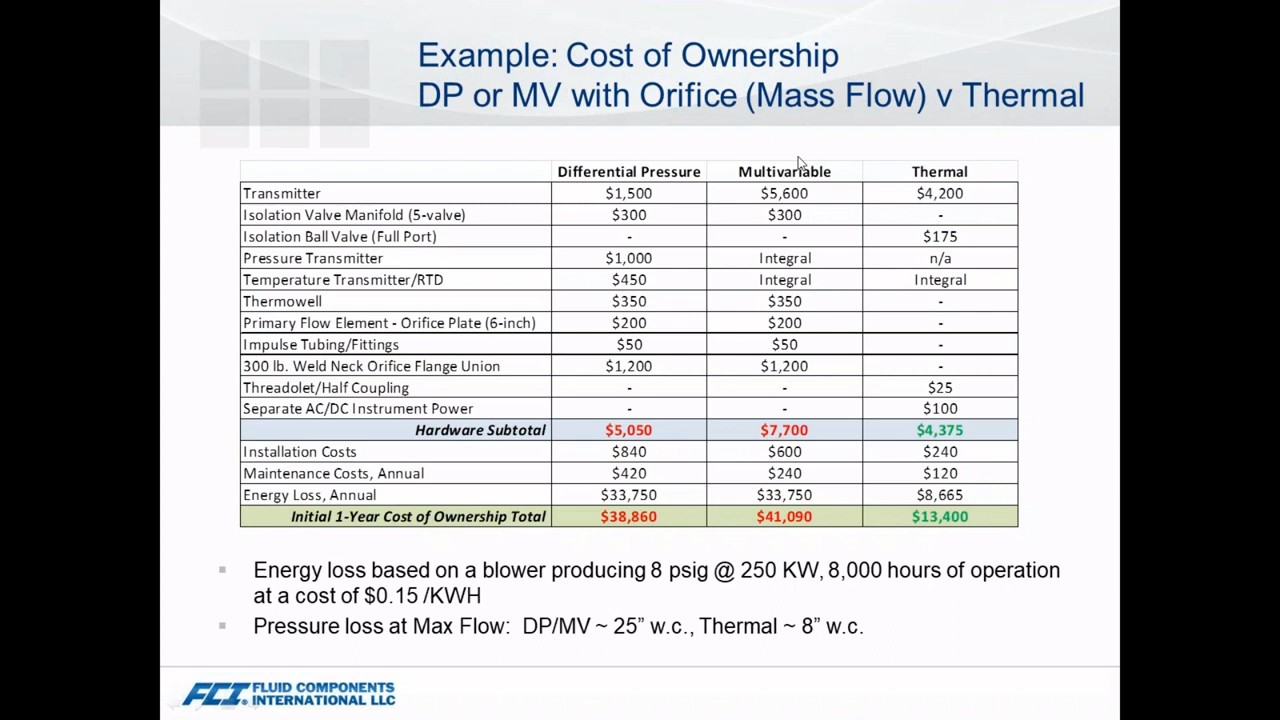 Example: Cost of Ownership
DP or MV with Orifice (Mass Flow) v Thermal
Differential Pressure Multivariable Thermal
Transmitter $1,500 $5,600 $4,200
Isolation Valve Manifold (5-valve) $300 $300 -
Isolation Ball Valve (Full Port) - - $175
Pressure Transmitter $1,000 Integral n/a
Temperature Transmitter/RTD $450 Integral Integral
Thermowell $350 $350 -
Primary Flow Element - Orifice Plate (6-inch) $200 $200 -
Impulse Tubing/Fittings $50 $50 -
300 lb. Weld Neck Orifice Flange Union $1,200 $1,200 -
Threadolet/Half Coupling - - $25
Separate AC/DC Instrument Power - - $100
Hardware Subtotal $5,050 $7,700 $4,375
Installation Costs $840 $600 $240
Maintenance Costs, Annual $420 $240 $120
Energy Loss, Annual $33,750 $33,750 $8,665
Initial 1-Year Cost of Ownership Total $38,860 $41,090 $13,400
Energy loss based on a blower producing 8 psig @ 250 KW, 8,000 hours of operation
at a cost of $0.15 /KWH
Pressure loss at Max Flow: DP/MV ~ 25” w.c., Thermal ~ 8” w.c.
FCI. FLUID COMPONENTS
INTERNATIONAL LLC